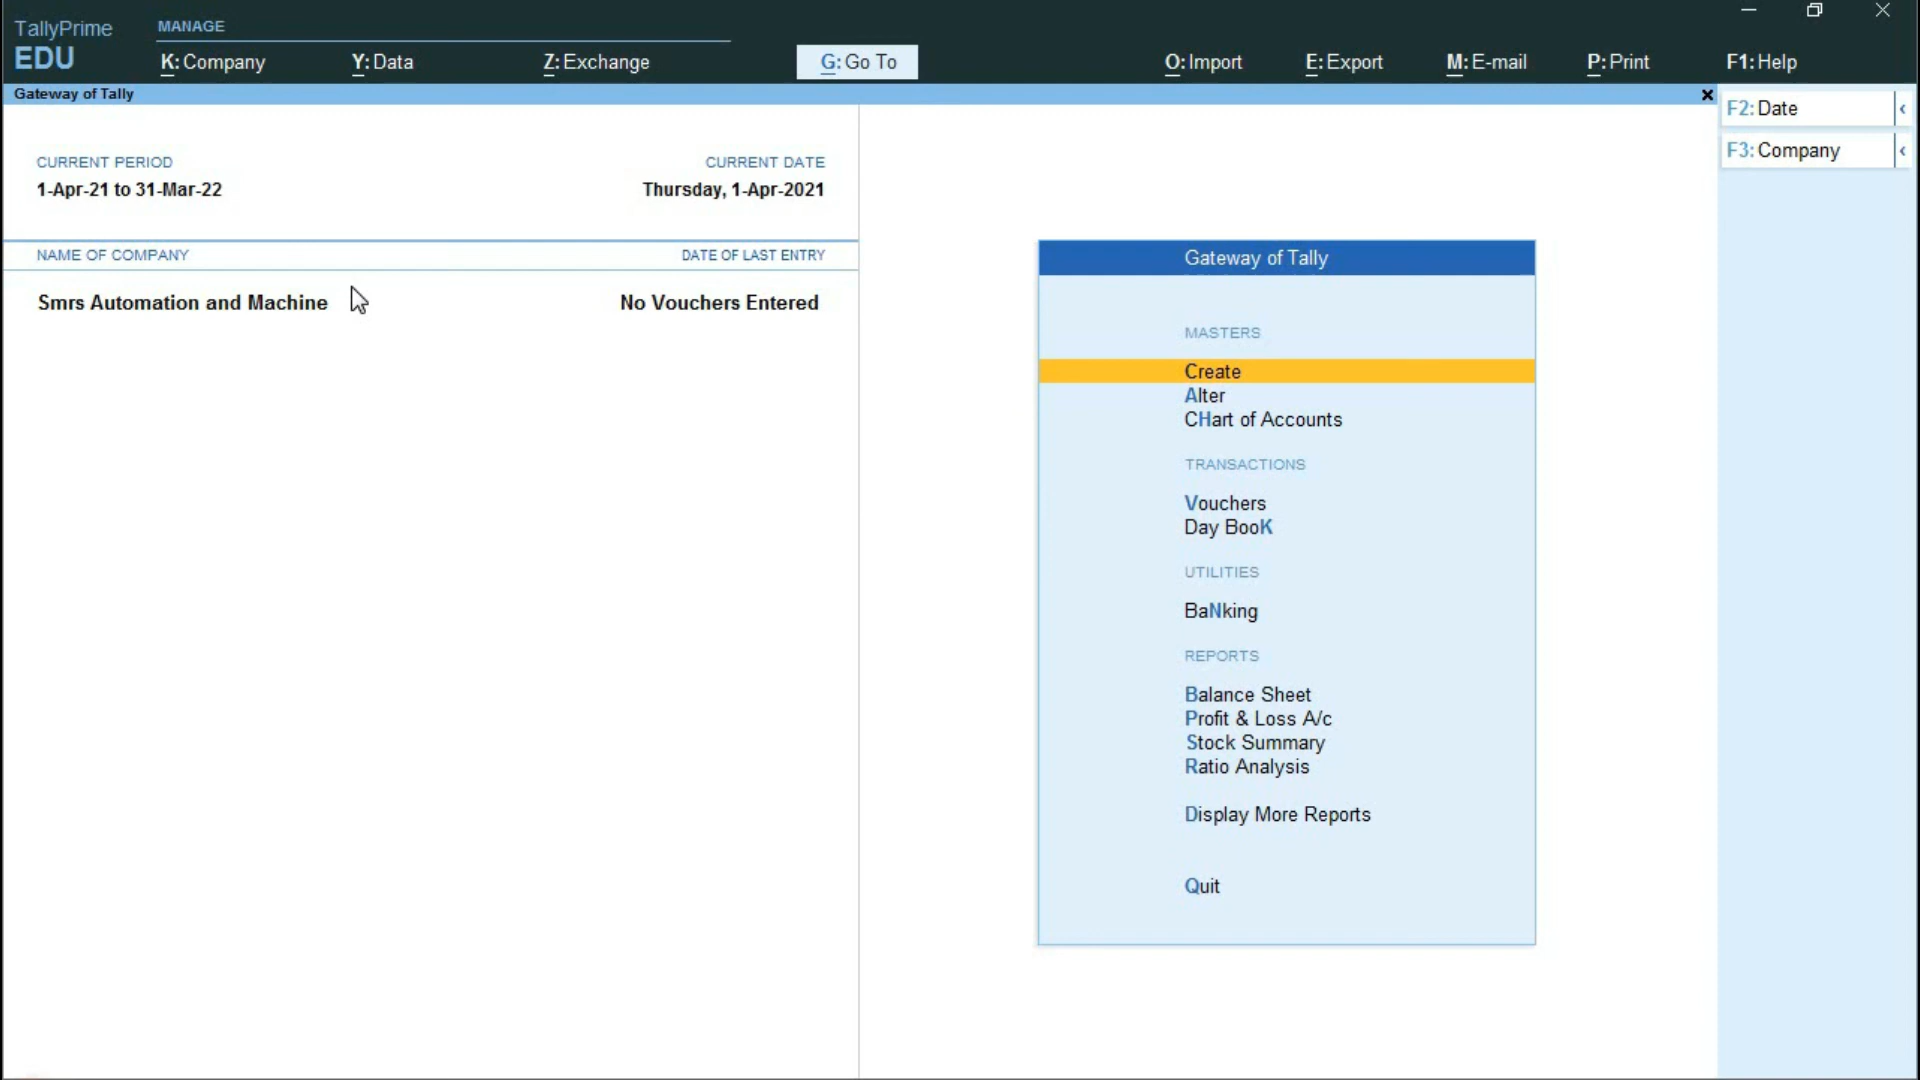 TallyPrime
EDU
MANAGE
K: Company
Y: Data
Z: Exchange
G: Go To
O: Import
E: Export
M: E-mail
P: Print
F1: Help
Gateway of Tally
F2: Date
F3: Company
CURRENT PERIOD
CURRENT DATE
1-Apr-21 to 31-Mar-22
Thursday, 1-Apr-2021
NAME OF COMPANY
DATE OF LAST ENTRY
Smrs Automation and Machine
No Vouchers Entered
Gateway of Tally
MASTERS
Create
Alter
CHart of Accounts
TRANSACTIONS
Vouchers
Day BooK
UTILITIES
BaNking
REPORTS
Balance Sheet
Profit & Loss A/c
Stock Summary
Ratio Analysis
Display More Reports
Quit